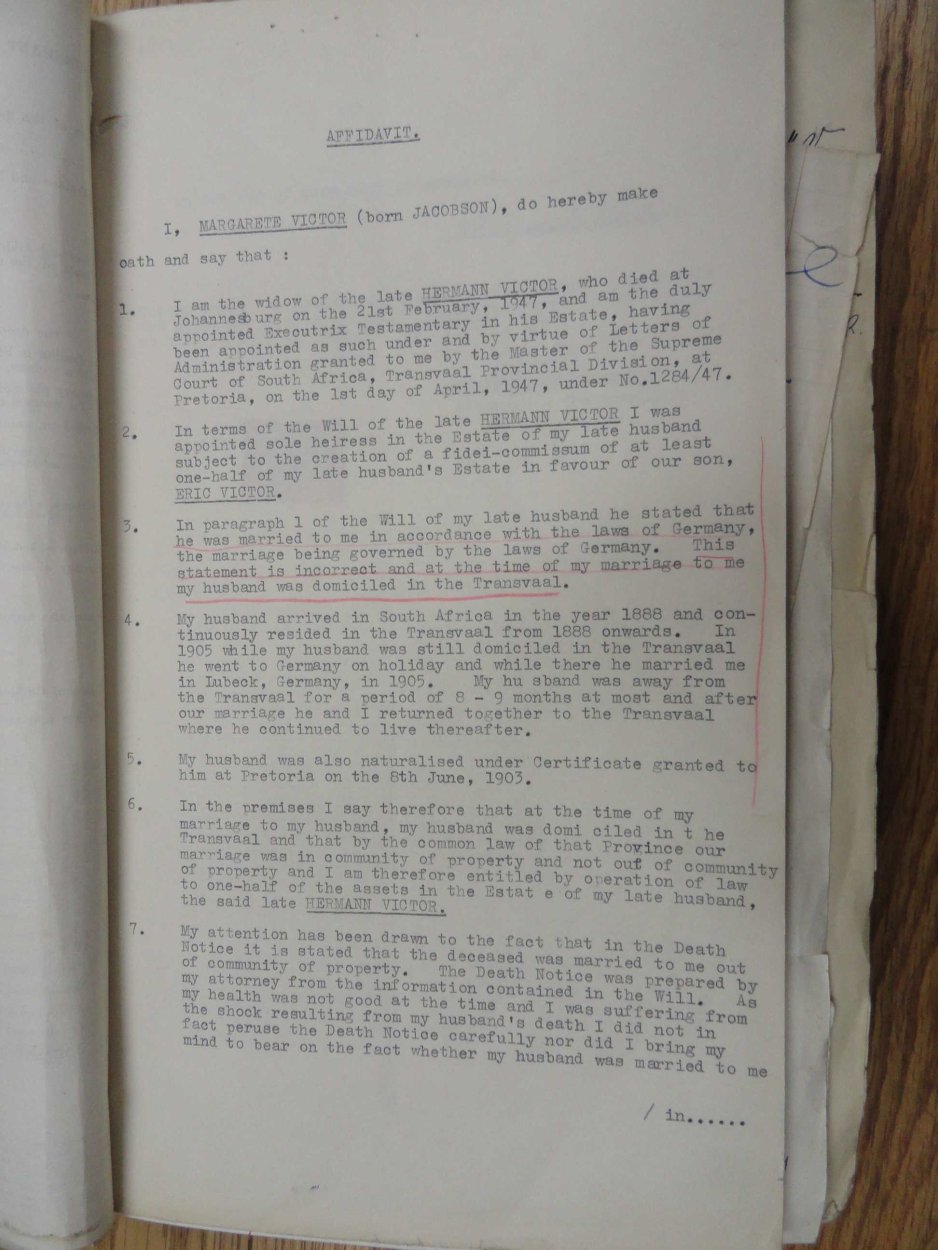 AFFIDAVIT.
I, MARGARETE VICTOR (born JACOBSON), do hereby make
oath and say that :
1. I am the widow of the late HERMANN VICTOR, who died at
Johannesburg on the 21st February, 1947, and am the duly
appointed Executrix Testamentary in his Estate, having
been appointed as such under and by virtue of Letters of
Administration granted to me by the Master of the Supreme
Court of South Africa, Transvaal Provincial Division, at
Pretoria, on the 1st day of April, 1947, under No.1284/47.
2. In terms of the Will of the late HERMANN VICTOR I was
appointed sole heiress in the Estate of my late husband
subject to the creation of a fidei-commissum of at least
one-half of my late husband's Estate in favour of our son,
ERIC VICTOR.
3. In paragraph 1 of the Will of my late husband he stated that
he was married to me in accordance with the laws of Germany,
the marriage being governed by the laws of Germany. This
statement is incorrect and at the time of my marriage to me
my husband was domiciled in the Transvaal.
4. My husband arrived in South Africa in the year 1888 and con-
tinuously resided in the Transvaal from 1888 onwards. In
1905 while my husband was still domiciled in the Transvaal
he went to Germany on holiday and while there he married me
in Lubeck, Germany, in 1905. My hu sband was away from
the Transvaal for a period of 8 - 9 months at most and after
our marriage he and I returned together to the Transvaal
where he continued to live thereafter.
5. My husband was also naturalised under Certificate granted to
him at Pretoria on the 8th June, 1903.
6. In the premises I say therefore that at the time of my
marriage to my husband, my husband was domi ciled in t he
Transvaal and that by the common law of that Province our
marriage was in community of property and not out of community
of property and I am therefore entitled by operation of law
to one-half of the assets in the Estat e of my late husband,
the said late HERMANN VICTOR.
7. My attention has been drawn to the fact that in the Death
Notice it is stated that the deceased was married to me out
of community of property. The Death Notice was prepared by
my attorney from the information contained in the Will. As
my health was not good at the time and I was suffering from
the shock resulting from my husband's death I did not in
fact peruse the Death Notice carefully nor did I bring my
mind to bear on the fact whether my husband was married to me
/ in......